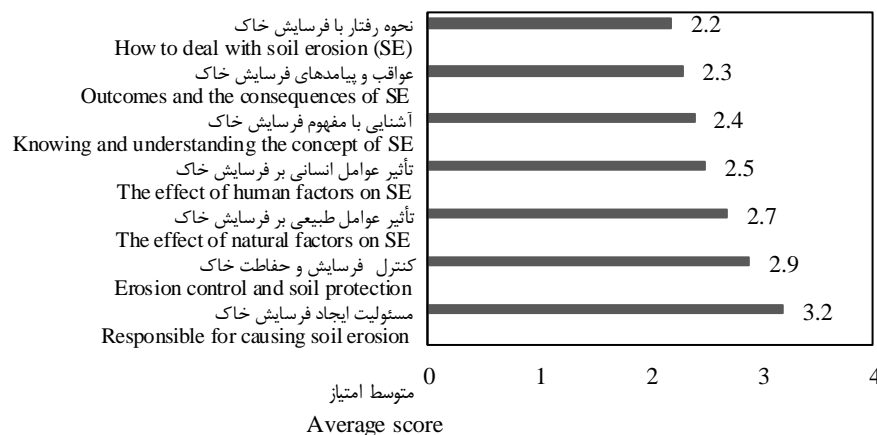 نحوه رفتار با فرسایش خاک
How to deal with soil erosion (SE)
2.2
عواقب و پیامدهای فرسایش خاک
Outcomes and the consequences of SE
2.3
آشنایی با مفهوم فرسایش خاک
Knowing and understanding the concept of SE
2.4
تأثیر عوامل انسانی بر فرسایش خاک
The effect of human factors on SE
2.5
تأثیر عوامل طبیعی بر فرسایش خاک
The effect of natural factors on SE
2.7
کنترل فرسایش و حفاطت خاک
Erosion control and soil protection
2.9
مسئولیت ایجاد فرسایش خاک
Responsible for causing soil erosion
3.2
0 1 2 3 4
متوسط امتیاز
Average score